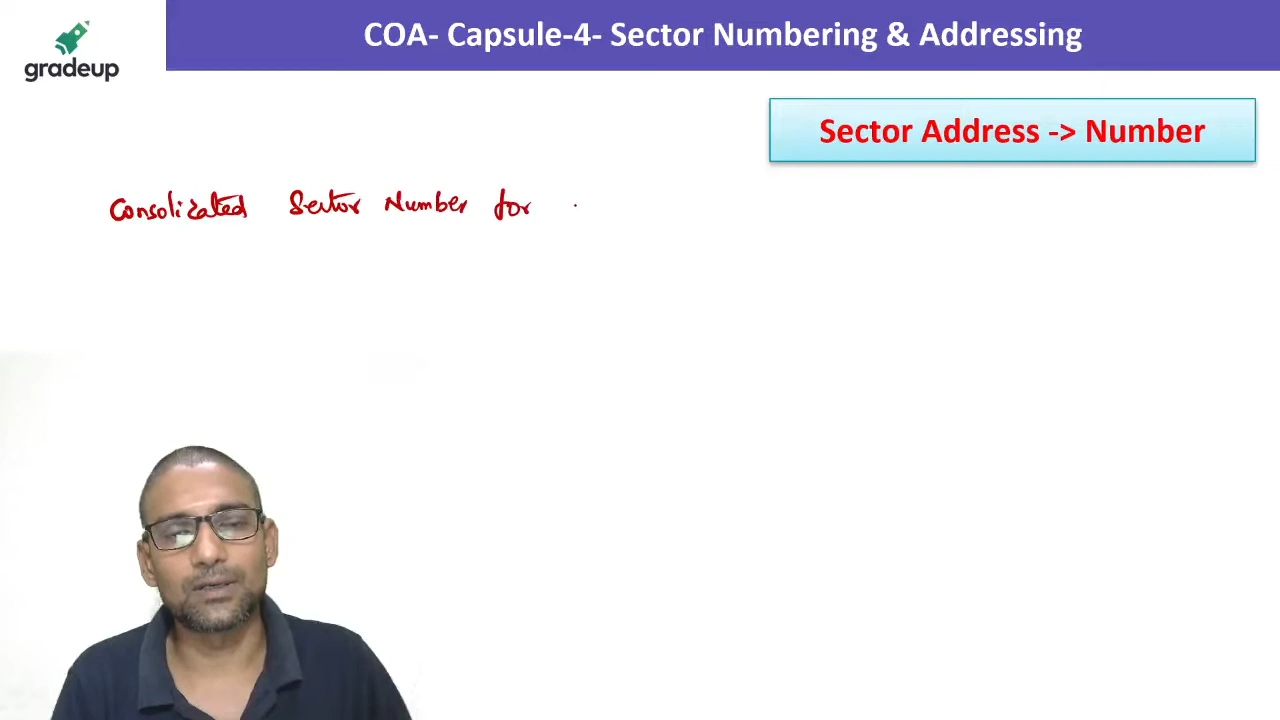 gradeup
COA- Capsule-4- Sector Numbering & Addressing
Sector Address -> Number
Consolidated Sector Number for